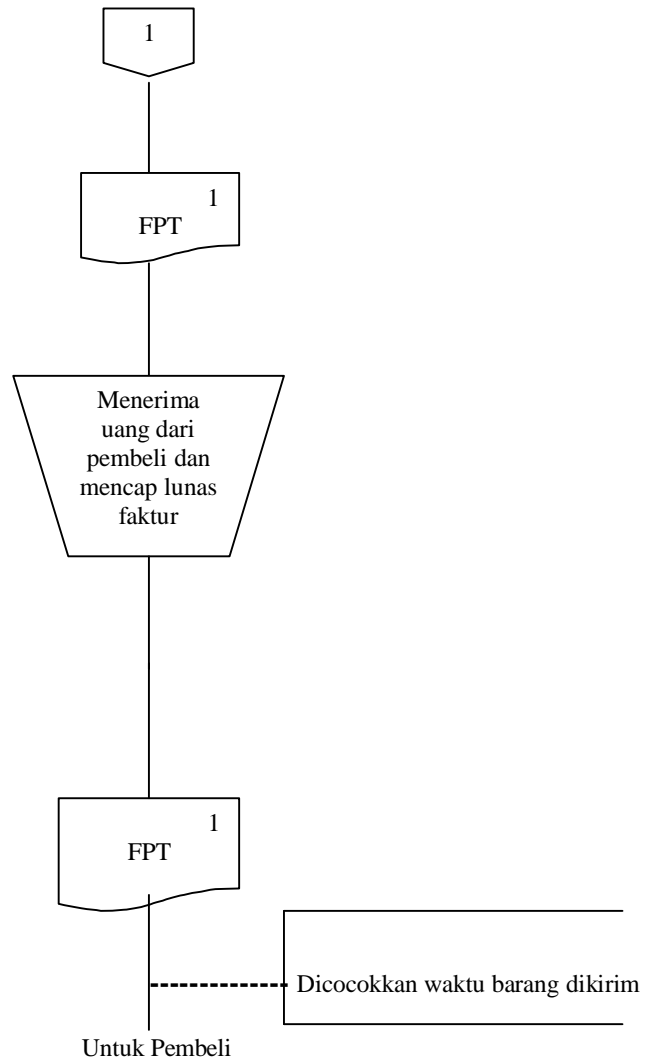 1
1
FPT
Menerima
uang dari
pembeli dan
mencap lunas
faktur
1
FPT
Dicocokkan waktu barang dikirim
Untuk Pembeli